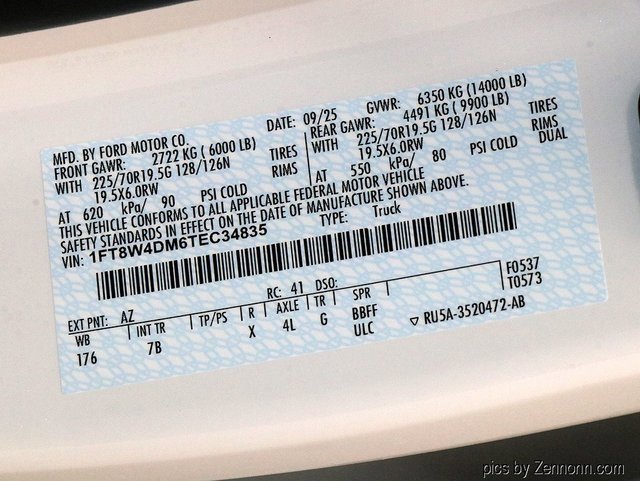 MFD. BY FORD MOTOR CO.
DATE: 09/25 GVWR: 6350 KG (14000 LB)
FRONT GAWR: 2722 KG ( 6000 LB)
REAR GAWR: 4491 KG ( 9900 LB)
WITH 225/70R19.5G 128/126N TIRES
WITH 225/70R19.5G 128/126N TIRES
19.5X6.0RW RIMS
19.5X6.0RW RIMS
AT 620 kPa/ 90 PSI COLD
AT 550 kPa/ 80 PSI COLD DUAL
THIS VEHICLE CONFORMS TO ALL APPLICABLE FEDERAL MOTOR VEHICLE
SAFETY STANDARDS IN EFFECT ON THE DATE OF MANUFACTURE SHOWN ABOVE.
VIN: 1FT8W4DM6TEC34835 TYPE: Truck
F0537
T0573
EXT PNT: AZ RC: 41 DSO:
WB INT TR TP/PS R AXLE TR SPR
176 7B X 4L G BBFF
ULC ▽ RU5A-3520472-AB
pics by Zennonn.com